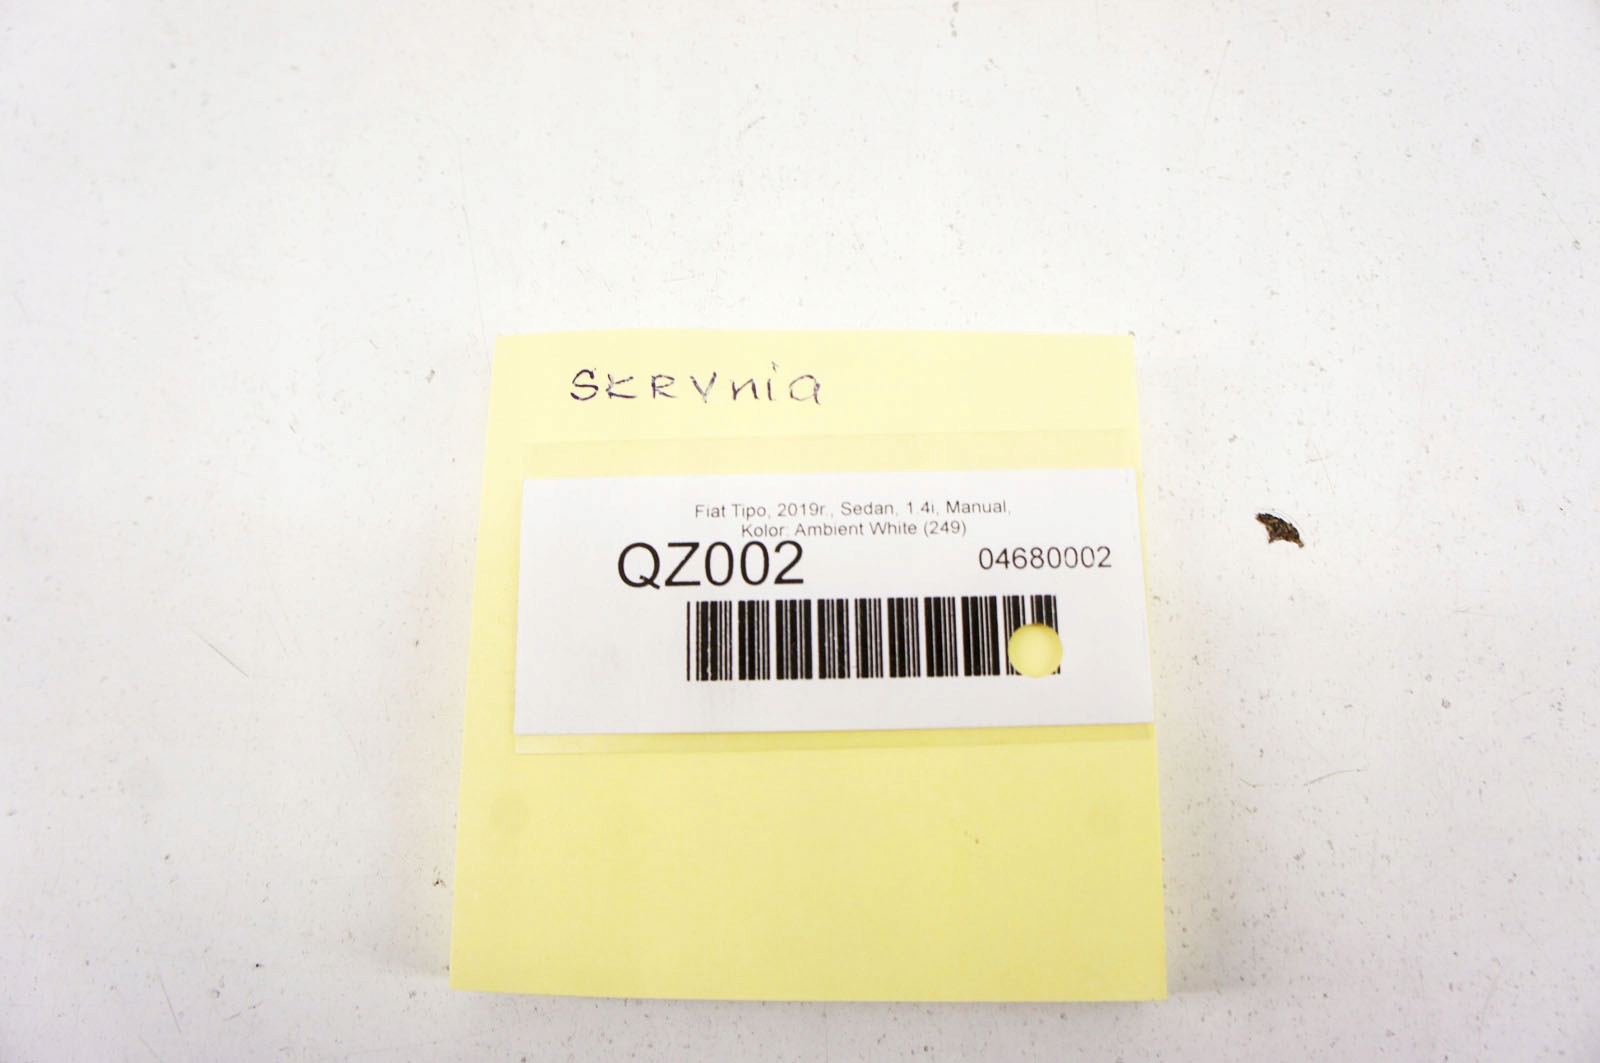 SKRYnia
Fiat Tipo, 2019r., Sedan, 1.4i, Manual,
Kolor: Ambient White (249)
QZ002
04680002